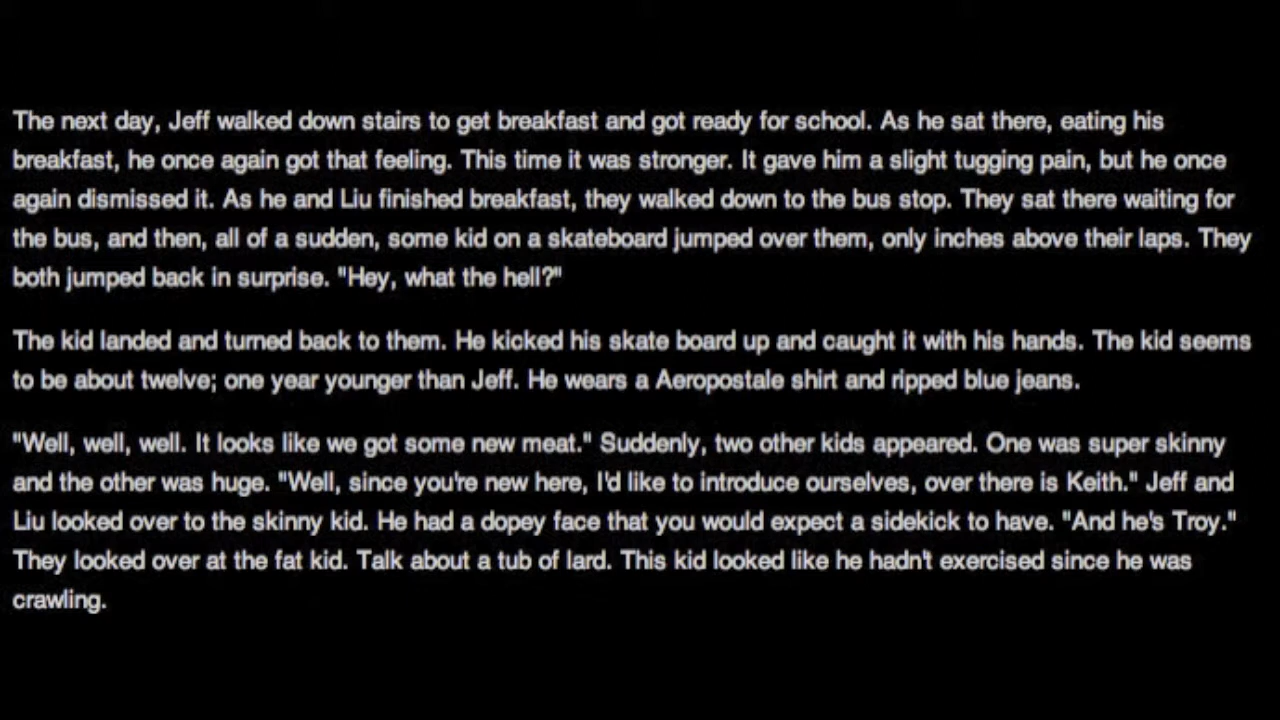 The next day, Jeff walked down stairs to get breakfast and got ready for school. As he sat there, eating his
breakfast, he once again got that feeling. This time it was stronger. It gave him a slight tugging pain, but he once
again dismissed it. As he and Liu finished breakfast, they walked down to the bus stop. They sat there waiting for
the bus, and then, all of a sudden, some kid on a skateboard jumped over them, only inches above their laps. They
both jumped back in surprise. "Hey, what the hell?"
The kid landed and turned back to them. He kicked his skate board up and caught it with his hands. The kid seems
to be about twelve; one year younger than Jeff. He wears a Aeropostale shirt and ripped blue jeans.
"Well, well, well. It looks like we got some new meat." Suddenly, two other kids appeared. One was super skinny
and the other was huge. "Well, since you're new here, I'd like to introduce ourselves, over there is Keith." Jeff and
Liu looked over to the skinny kid. He had a dopey face that you would expect a sidekick to have. "And he's Troy."
They looked over at the fat kid. Talk about a tub of lard. This kid looked like he hadn't exercised since he was
crawling.